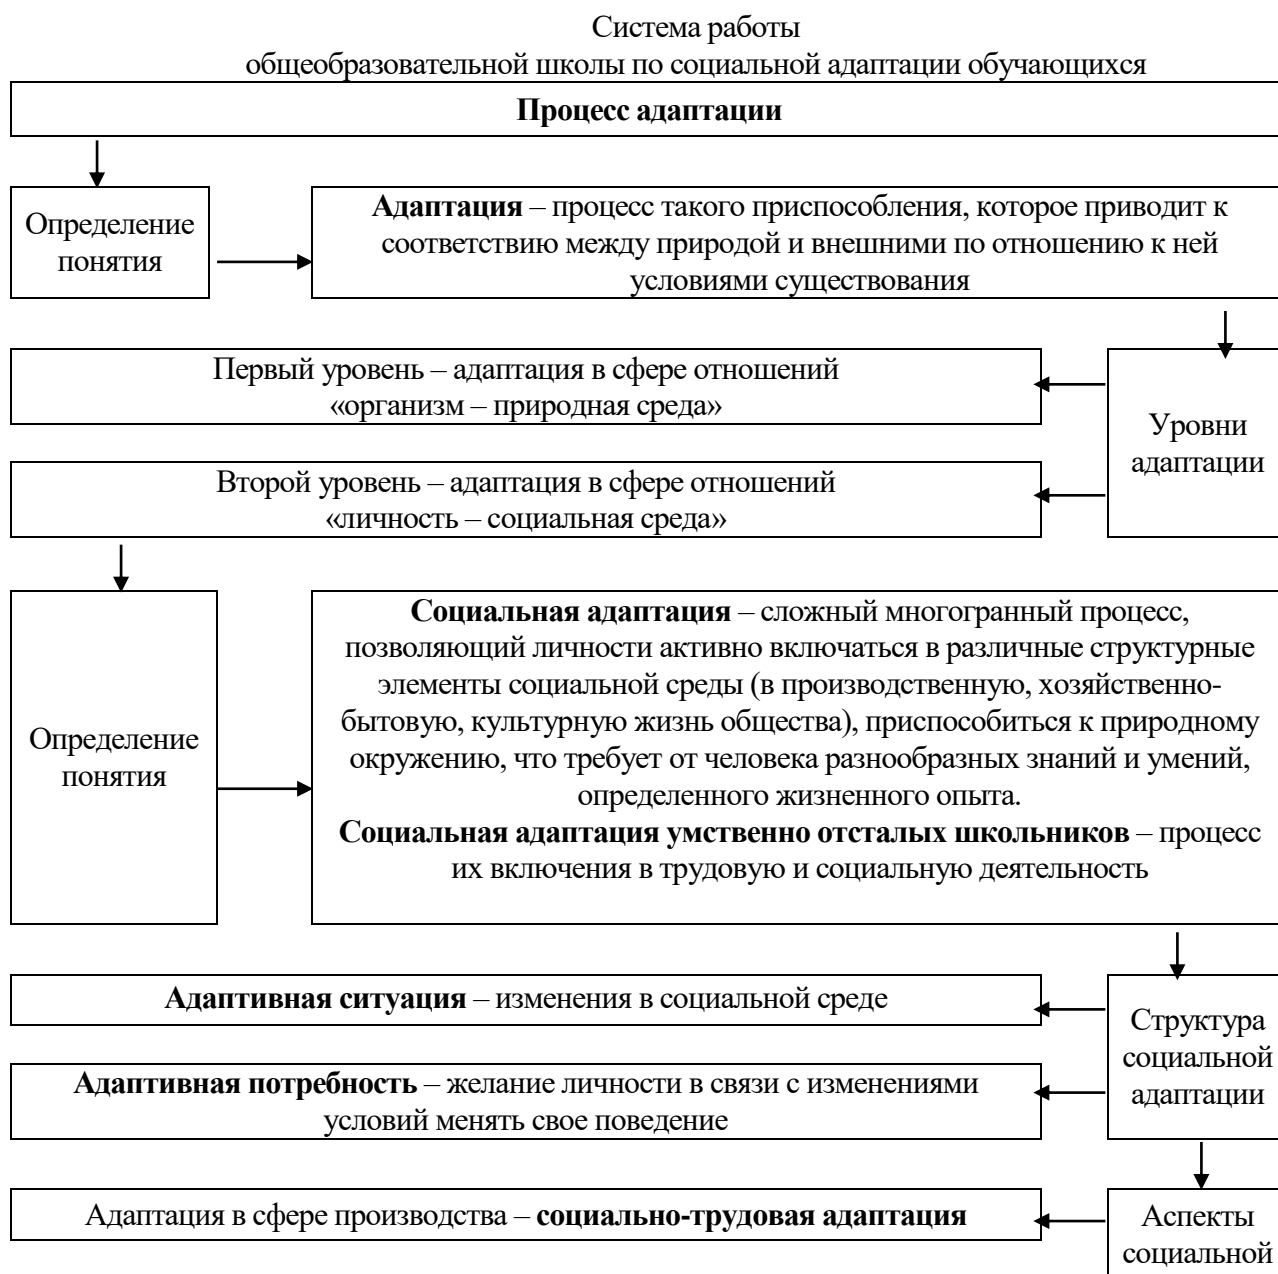 Система работы
общеобразовательной школы по социальной адаптации обучающихся
Процесс адаптации
Определение
понятия
Адаптация – процесс такого приспособления, которое приводит к
соответствию между природой и внешними по отношению к ней
условиями существования
Первый уровень – адаптация в сфере отношений
«организм – природная среда»
Уровни
адаптации
Второй уровень – адаптация в сфере отношений
«личность – социальная среда»
Определение
понятия
Социальная адаптация – сложный многогранный процесс,
позволяющий личности активно включаться в различные структурные
элементы социальной среды (в производственную, хозяйственно-
бытовую, культурную жизнь общества), приспособиться к природному
окружению, что требует от человека разнообразных знаний и умений,
определенного жизненного опыта.
Социальная адаптация умственно отсталых школьников – процесс
их включения в трудовую и социальную деятельность
Адаптивная ситуация – изменения в социальной среде
Структура
социальной
адаптации
Адаптивная потребность – желание личности в связи с изменениями
условий менять свое поведение
Адаптация в сфере производства – социально-трудовая адаптация
Аспекты
социальной